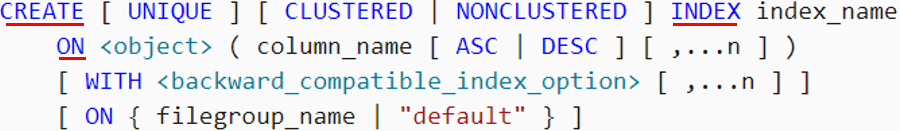 CREATE [ UNIQUE ] [ CLUSTERED | NONCLUSTERED ] INDEX index_name
ON <object> ( column_name [ ASC | DESC ] [ ,...n ] )
[ WITH <backward_compatible_index_option> [ ,...n ] ]
[ ON { filegroup_name | "default" } ]